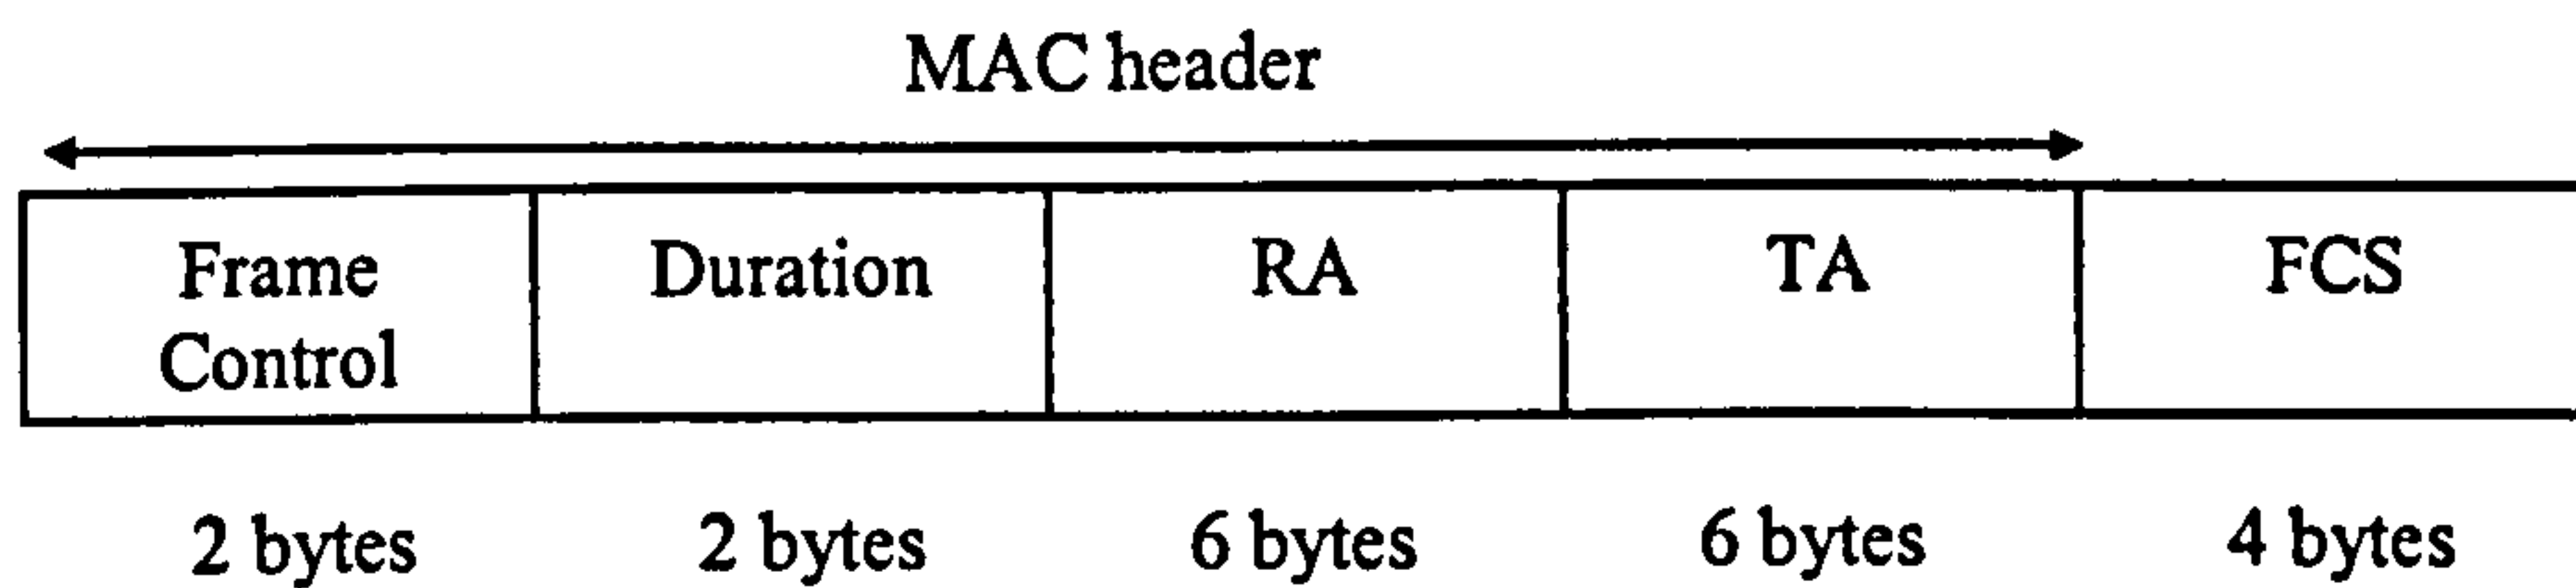 MAC header
Frame Control
Duration
RA
TA
FCS
2 bytes
2 bytes
6 bytes
6 bytes
4 bytes